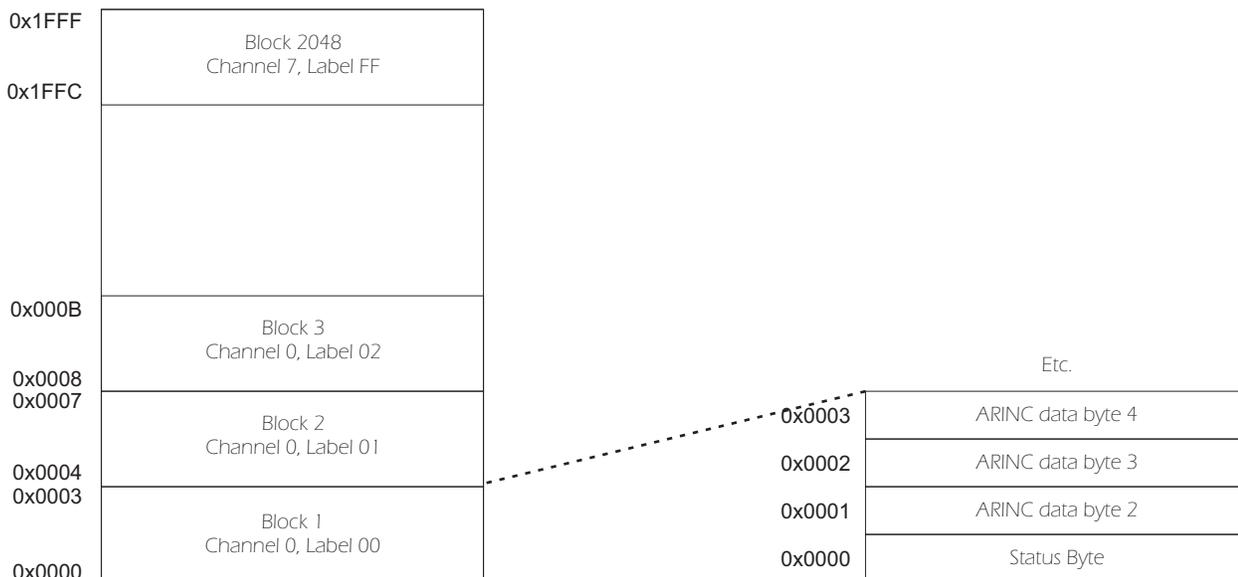 0x1FFF
Block 2048
Channel 7, Label FF
0x1FFC
0x000B
Block 3
Channel 0, Label 02
0x0008
0x0007
Block 2
Channel 0, Label 01
0x0004
0x0003
Block 1
Channel 0, Label 00
0x0000
Etc.
0x0003
ARINC data byte 4
0x0002
ARINC data byte 3
0x0001
ARINC data byte 2
0x0000
Status Byte